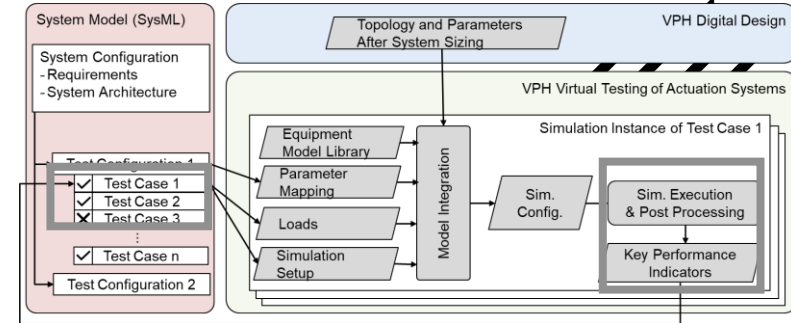 System Model (SysML)
System Configuration
- Requirements
- System Architecture
Test Configuration 1
Test Case 1
Test Case 2
Test Case 3
Test Case n
Test Configuration 2
VPH Digital Design
Topology and Parameters
After System Sizing
VPH Virtual Testing of Actuation Systems
Simulation Instance of Test Case 1
Equipment
Model Library
Parameter
Mapping
Loads
Simulation
Setup
Model Integration
Sim.
Config.
Sim. Execution
& Post Processing
Key Performance
Indicators